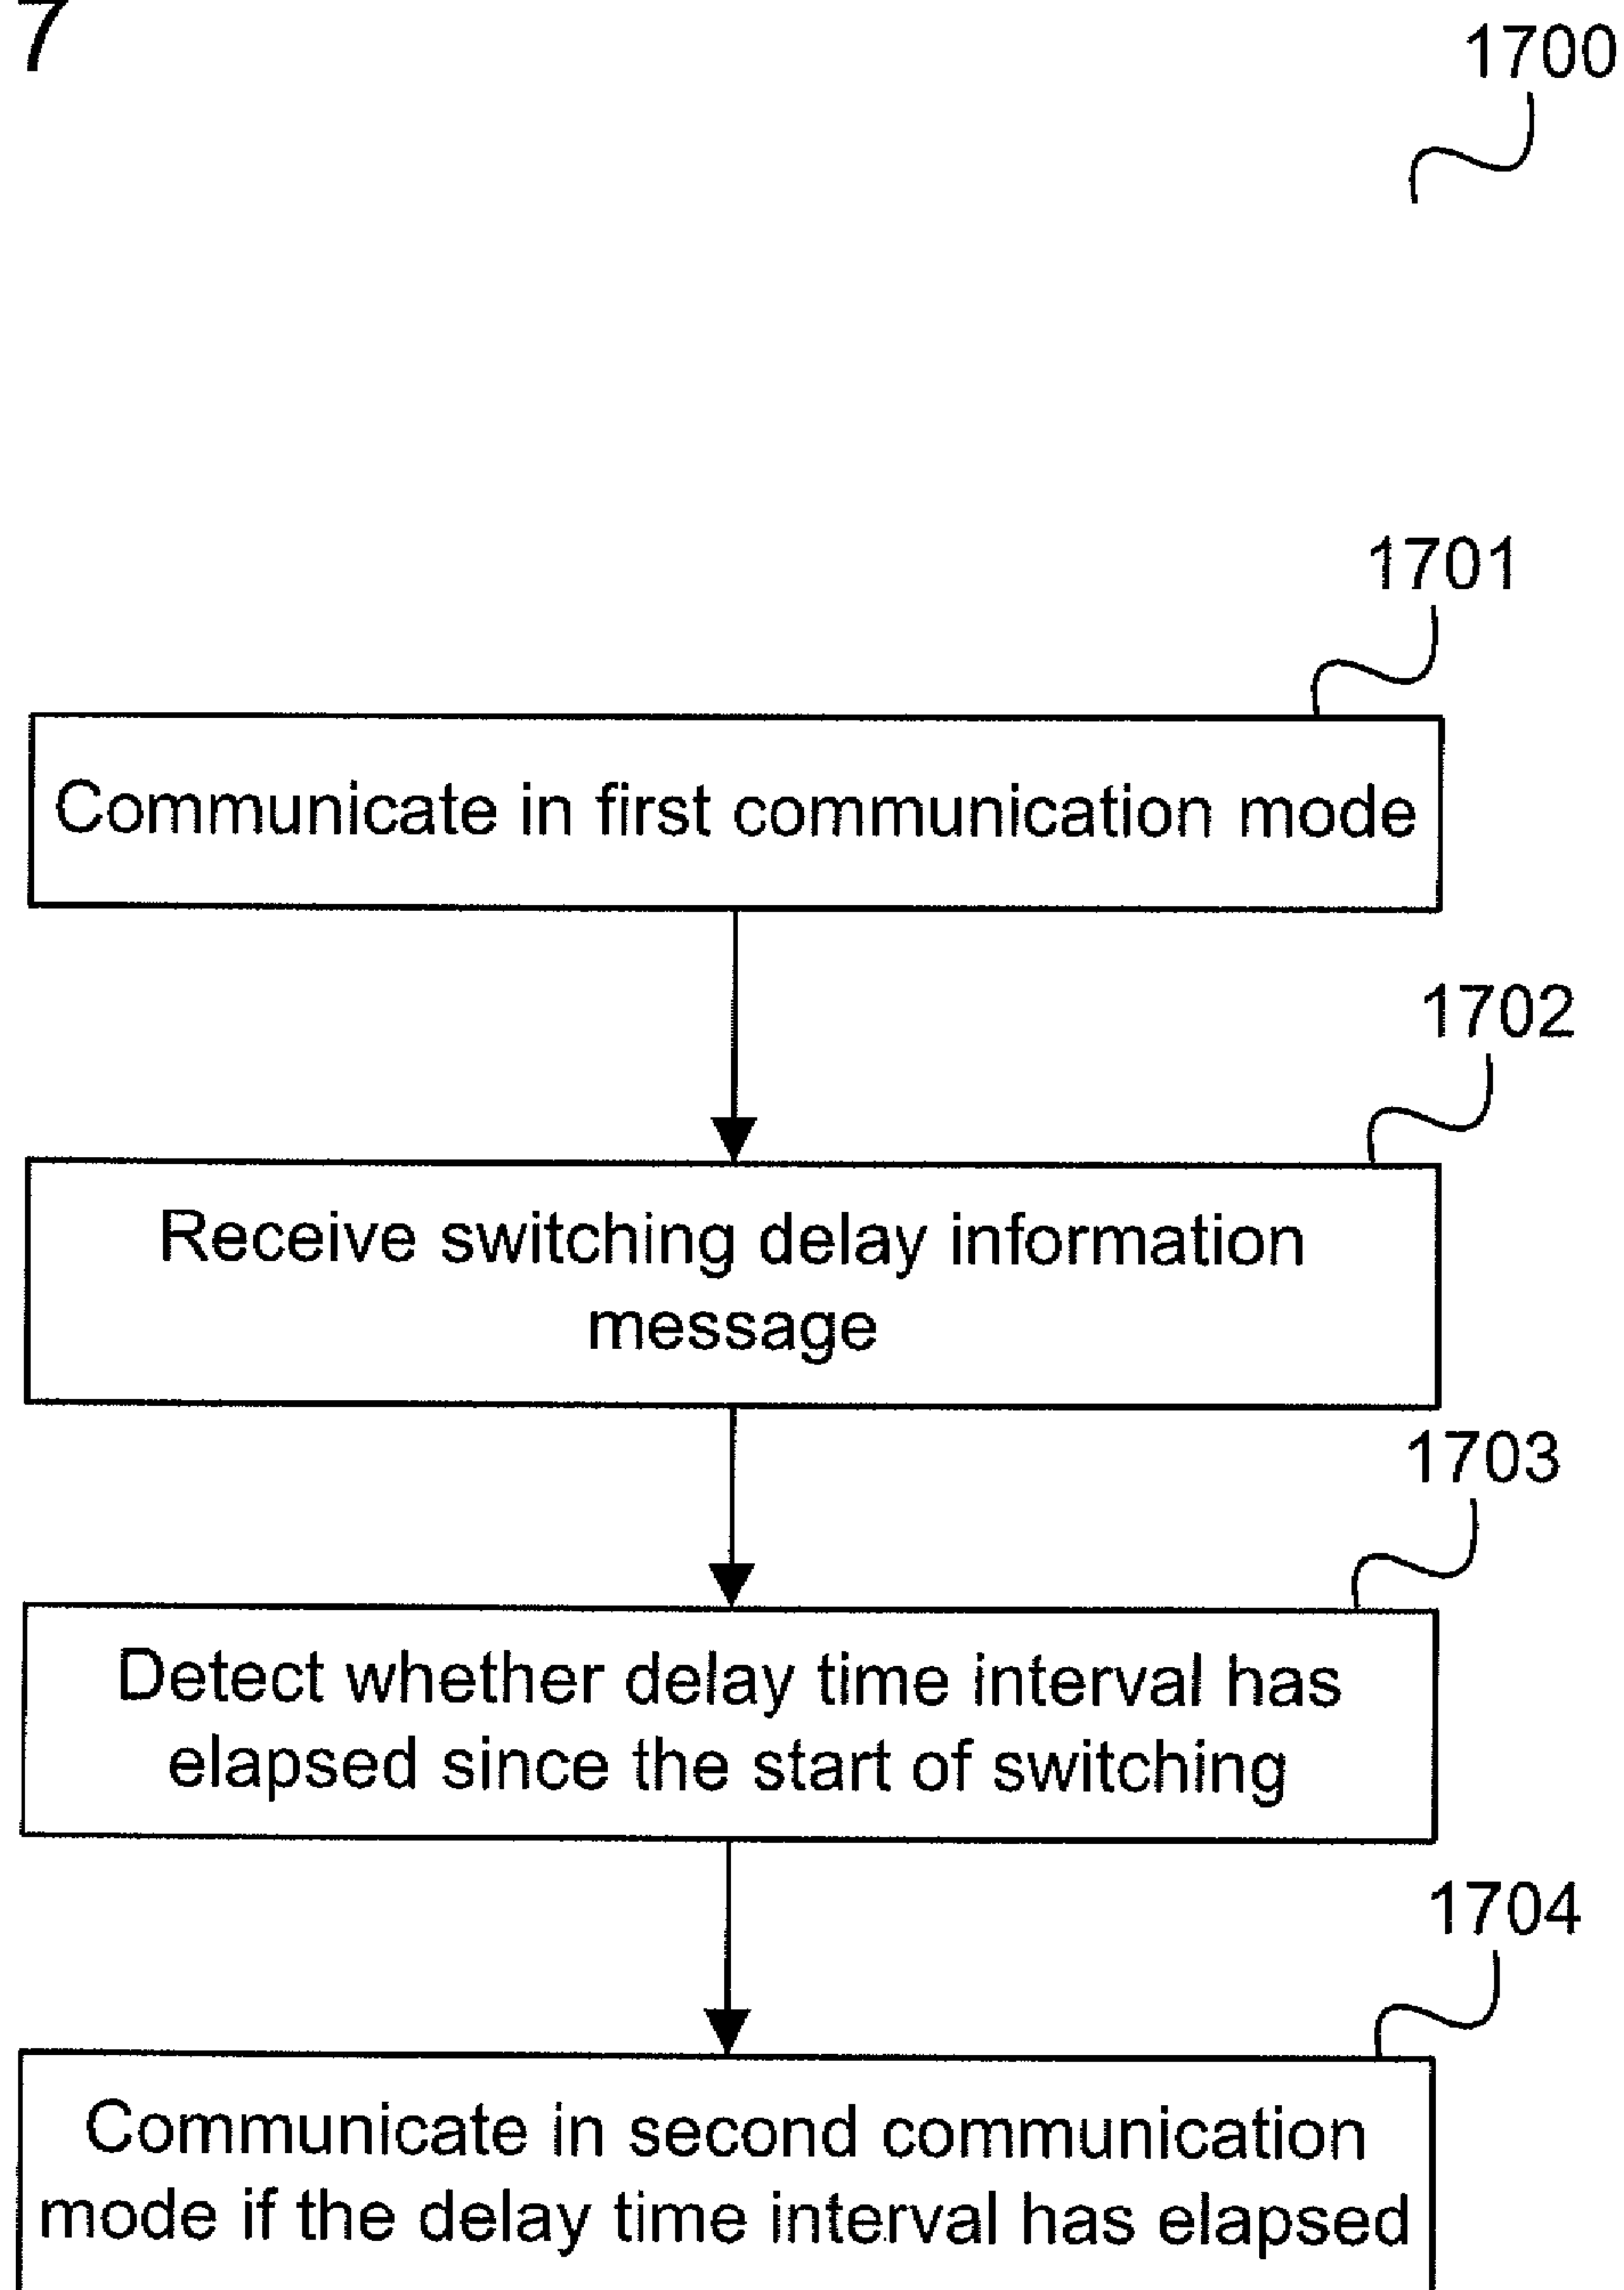 7
1700
1701
Communicate in first communication mode
1702
Receive switching delay information
message
1703
Detect whether delay time interval has
elapsed since the start of switching
1704
Communicate in second communication
mode if the delay time interval has elapsed